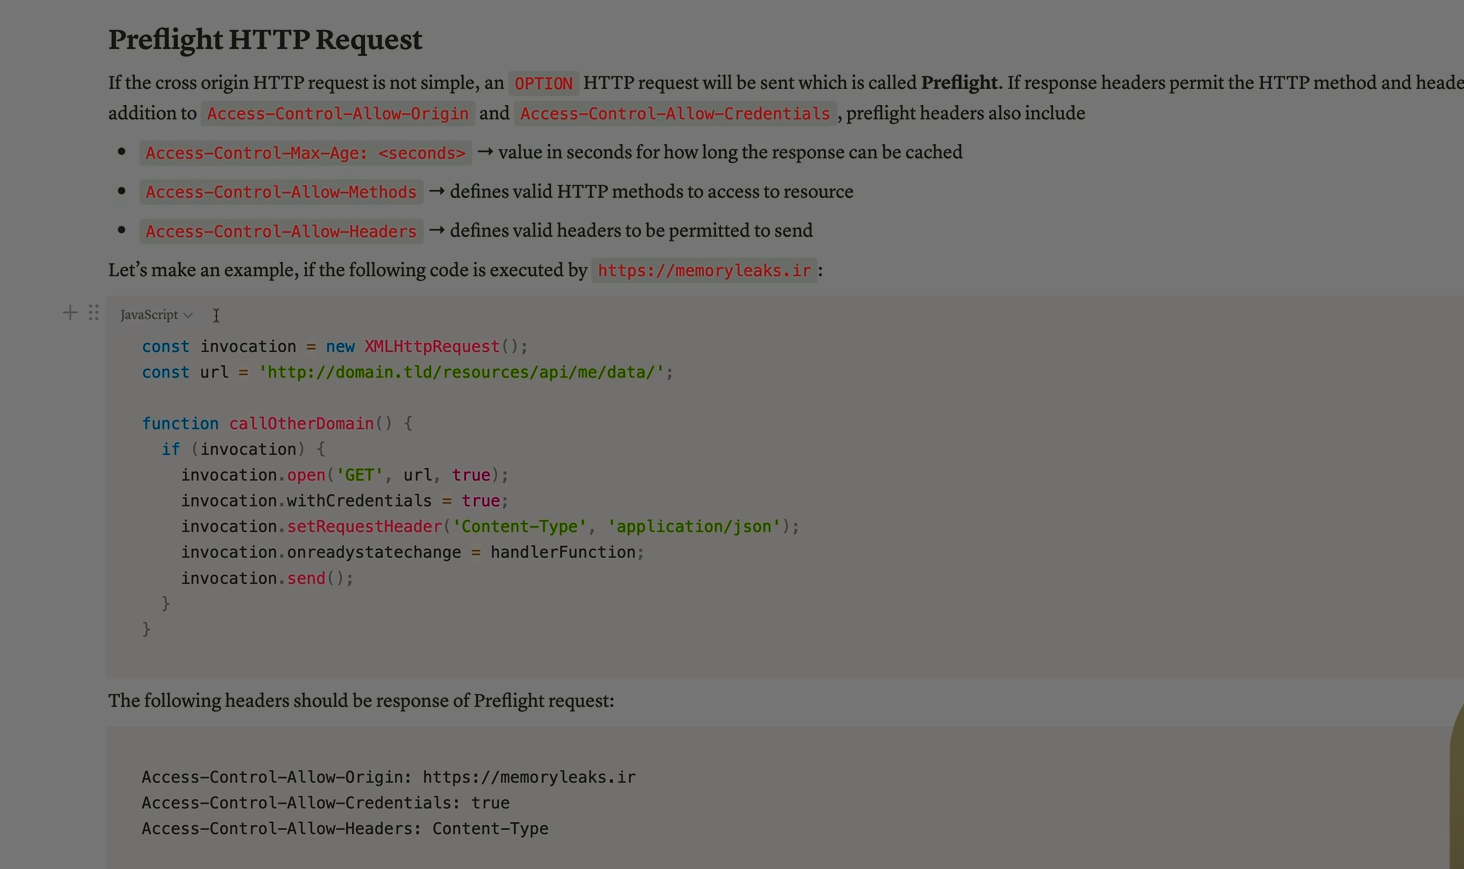 Preflight HTTP Request
If the cross origin HTTP request is not simple, an OPTION HTTP request will be sent which is called Preflight. If response headers permit the HTTP method and heade
addition to Access-Control-Allow-Origin and Access-Control-Allow-Credentials , preflight headers also include
• Access-Control-Max-Age: <seconds> → value in seconds for how long the response can be cached
• Access-Control-Allow-Methods → defines valid HTTP methods to access to resource
• Access-Control-Allow-Headers → defines valid headers to be permitted to send
Let's make an example, if the following code is executed by https://memoryleaks.ir :
JavaScript
const invocation = new XMLHttpRequest();
const url = 'http://domain.tld/resources/api/me/data/';
function callOtherDomain() {
if (invocation) {
invocation.open('GET', url, true);
invocation.withCredentials = true;
invocation.setRequestHeader('Content-Type', 'application/json');
invocation.onreadystatechange = handlerFunction;
invocation.send();
}
}
The following headers should be response of Preflight request:
Access-Control-Allow-Origin: https://memoryleaks.ir
Access-Control-Allow-Credentials: true
Access-Control-Allow-Headers: Content-Type